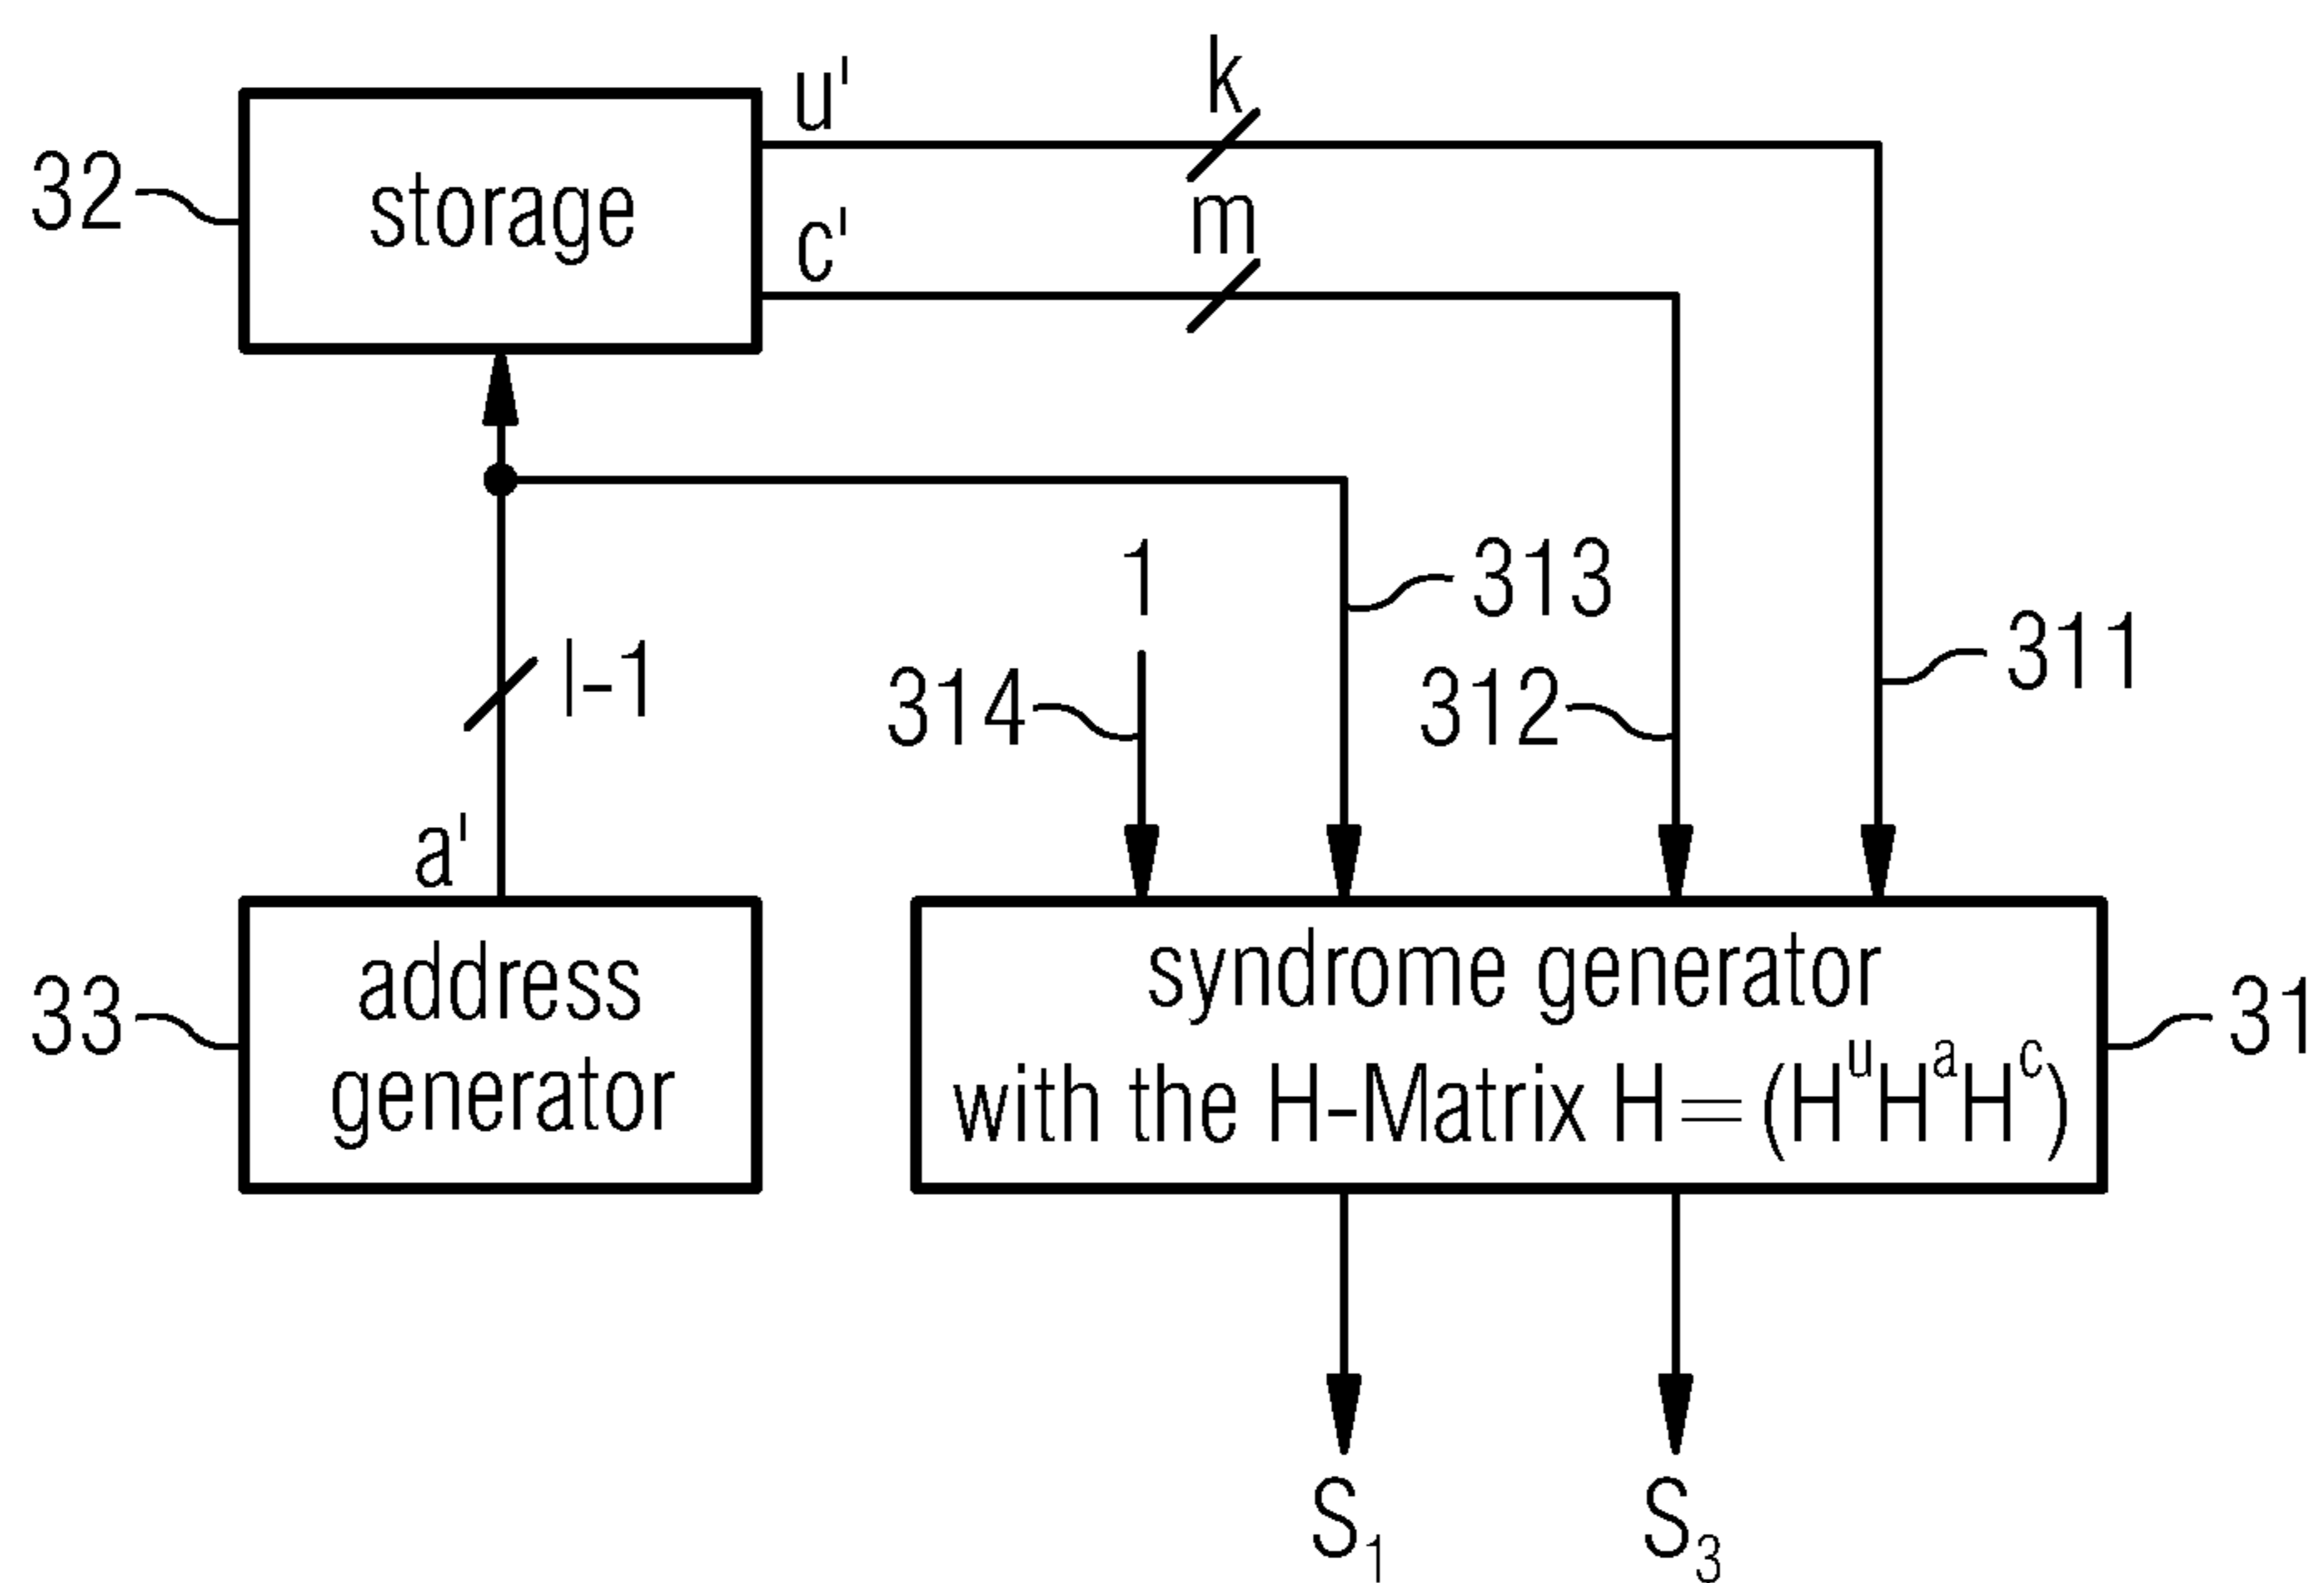 k
u'
32
storage
m
c'
1
313
l-1
311
314
312
a'
33
address
generator
syndrome generator
with the H-Matrix H=(HᵘHᵃHᶜ)
31
S₁
S₃